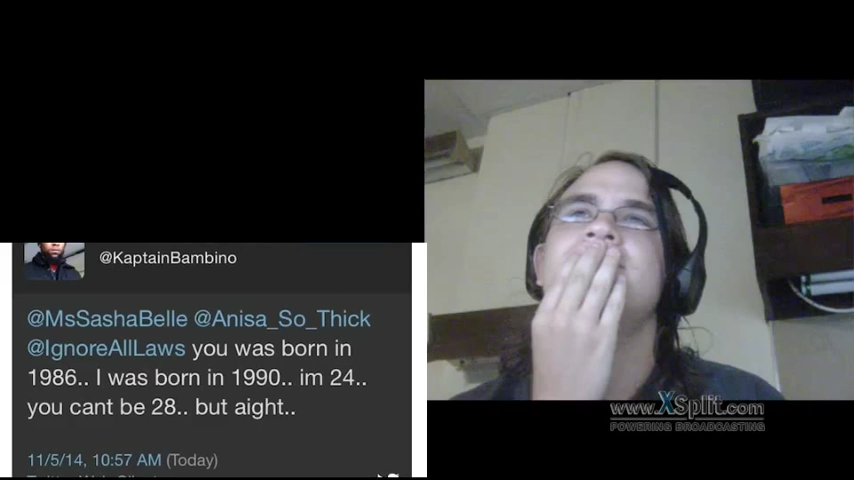 @KaptainBambino
@MsSashaBelle @Anisa_So_Thick
@IgnoreAllLaws you was born in
1986.. I was born in 1990.. im 24..
you cant be 28.. but aight..
11/5/14, 10:57 AM (Today)
www.XSplit.com
POWERING BROADCASTING